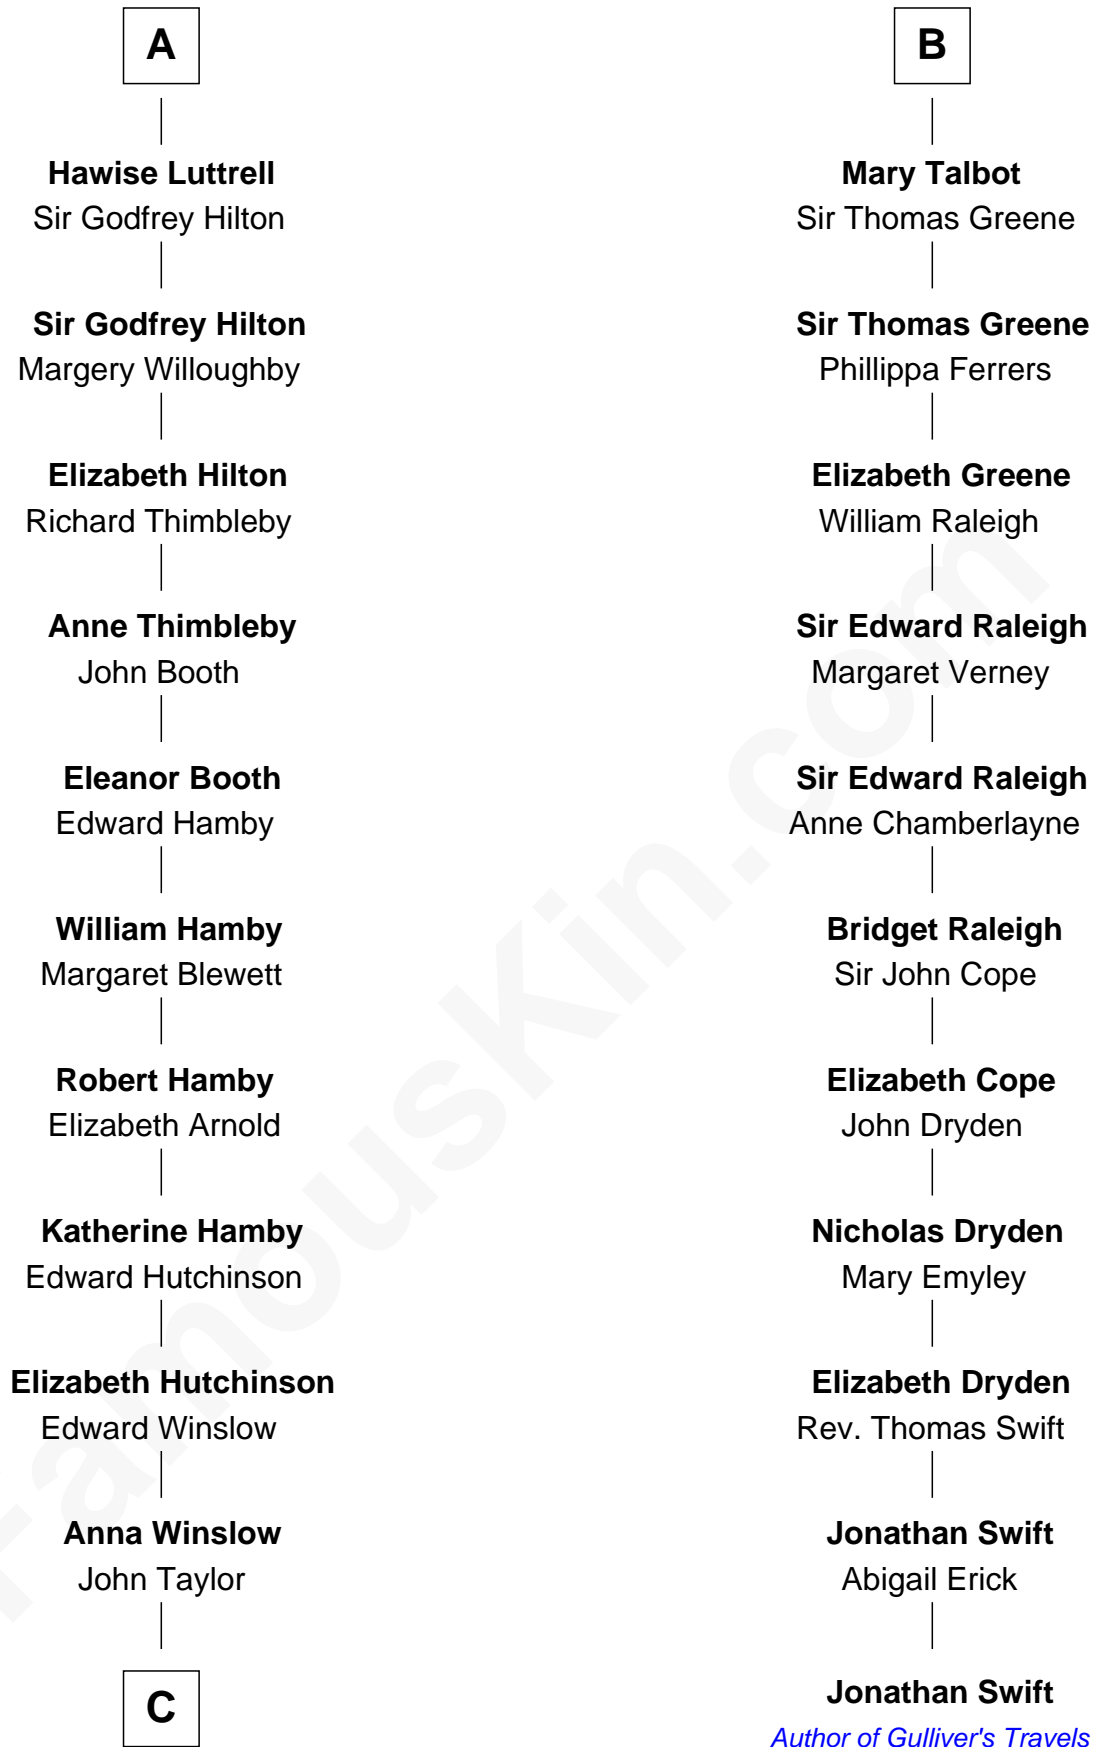 A
Hawise Luttrell
Sir Godfrey Hilton
Sir Godfrey Hilton
Margery Willoughby
Elizabeth Hilton
Richard Thimbleby
Anne Thimbleby
John Booth
Eleanor Booth
Edward Hamby
William Hamby
Margaret Blewett
Robert Hamby
Elizabeth Arnold
Katherine Hamby
Edward Hutchinson
Elizabeth Hutchinson
Edward Winslow
Anna Winslow
John Taylor
C
B
Mary Talbot
Sir Thomas Greene
Sir Thomas Greene
Phillippa Ferrers
Elizabeth Greene
William Raleigh
Sir Edward Raleigh
Margaret Verney
Sir Edward Raleigh
Anne Chamberlayne
Bridget Raleigh
Sir John Cope
Elizabeth Cope
John Dryden
Nicholas Dryden
Mary Emyley
Elizabeth Dryden
Rev. Thomas Swift
Jonathan Swift
Abigail Erick
Jonathan Swift
Author of Gulliver's Travels
FamousKin.com